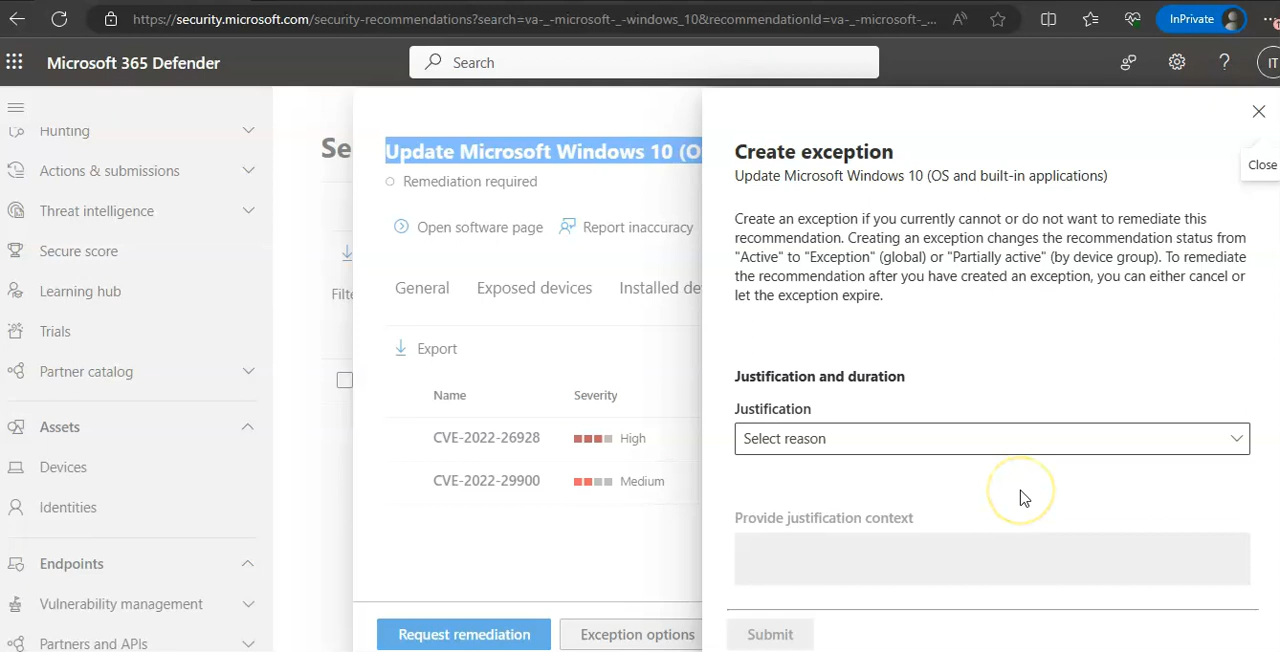 https://security.microsoft.com/security-recommendations?search=va-_-microsoft-_-windows_10&recommendationId=va-_-microsoft-_...
InPrivate
Microsoft 365 Defender
Search
IT
Hunting
Actions & submissions
Threat intelligence
Secure score
Learning hub
Trials
Partner catalog
Assets
Devices
Identities
Endpoints
Vulnerability management
Partners and APIs
Se
Filte
Update Microsoft Windows 10 (O
Remediation required
Open software page
Report inaccuracy
General
Exposed devices
Installed de
Export
Name
Severity
CVE-2022-26928
High
CVE-2022-29900
Medium
Request remediation
Exception options
Close
Create exception
Update Microsoft Windows 10 (OS and built-in applications)
Create an exception if you currently cannot or do not want to remediate this
recommendation. Creating an exception changes the recommendation status from
"Active" to "Exception" (global) or "Partially active" (by device group). To remediate
the recommendation after you have created an exception, you can either cancel or
let the exception expire.
Justification and duration
Justification
Select reason
Provide justification context
Submit